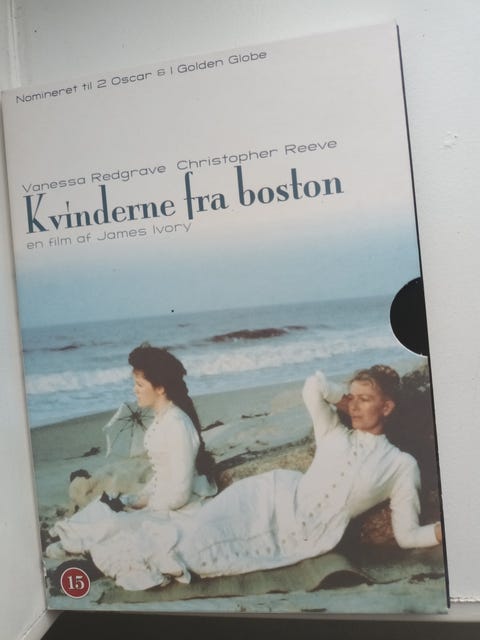 Nomineret til 2 Oscar & 1 Golden Globe
Vanessa Redgrave Christopher Reeve
Kvinderne fra boston
en film af James Ivory
15